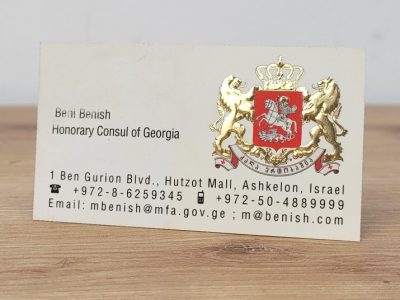 Beni Benish
Honorary Consul of Georgia
1 Ben Gurion Blvd., Hutzot Mall, Ashkelon, Israel
☎ +972-8-6259345 +972-50-4889999
Email: mbenish@mfa.gov.ge ; m@benish.com